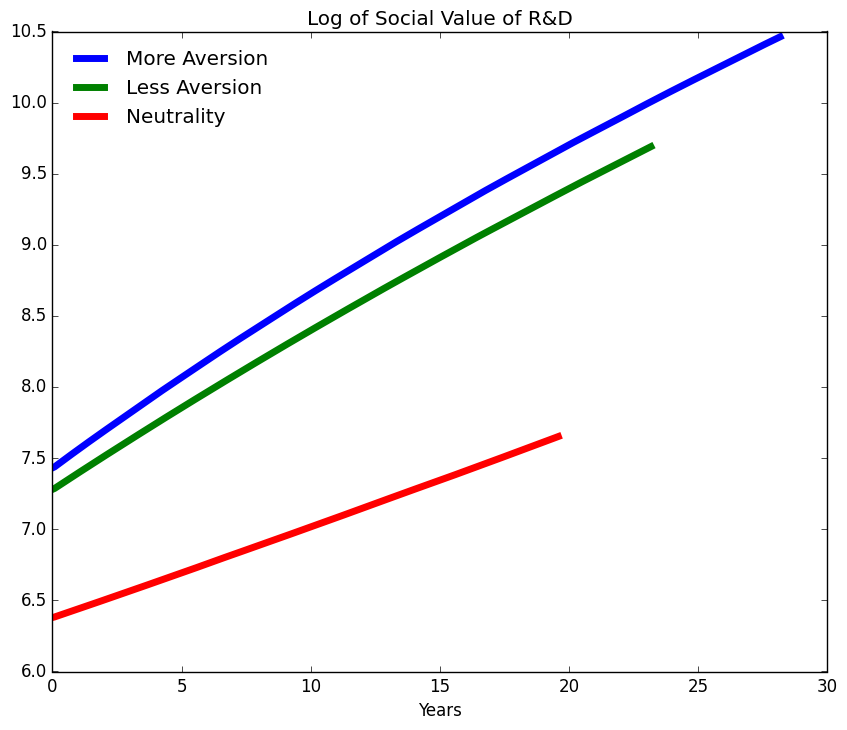 Log of Social Value of R&D
10.5
10.0
9.5
9.0
8.5
8.0
7.5
7.0
6.5
6.0
More Aversion
Less Aversion
Neutrality
0 5 10 15 20 25 30
Years